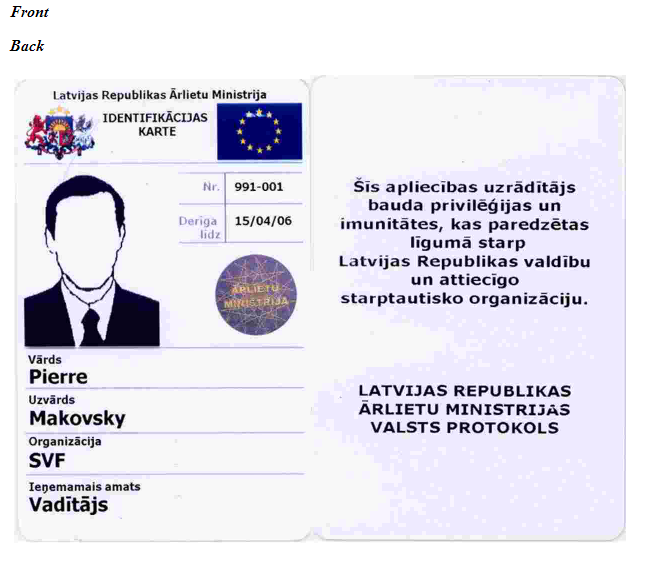 Front
Back
Latvijas Republikas Ārlietu Ministrija
IDENTIFIKĀCIJAS
KARTE
Nr.
991-001
Derīga
līdz
15/04/06
ĀRLIETU
MINISTRIJA
Vārds
Pierre
Uzvārds
Makovsky
Organizācija
SVF
Ieņemamais amats
Vadītājs
Šīs apliecības uzrādītājs
bauda privilēģijas un
imunitātes, kas paredzētas
līgumā starp
Latvijas Republikas valdību
un attiecīgo
starptautisko organizāciju.
LATVIJAS REPUBLIKAS
ĀRLIETU MINISTRIJAS
VALSTS PROTOKOLS